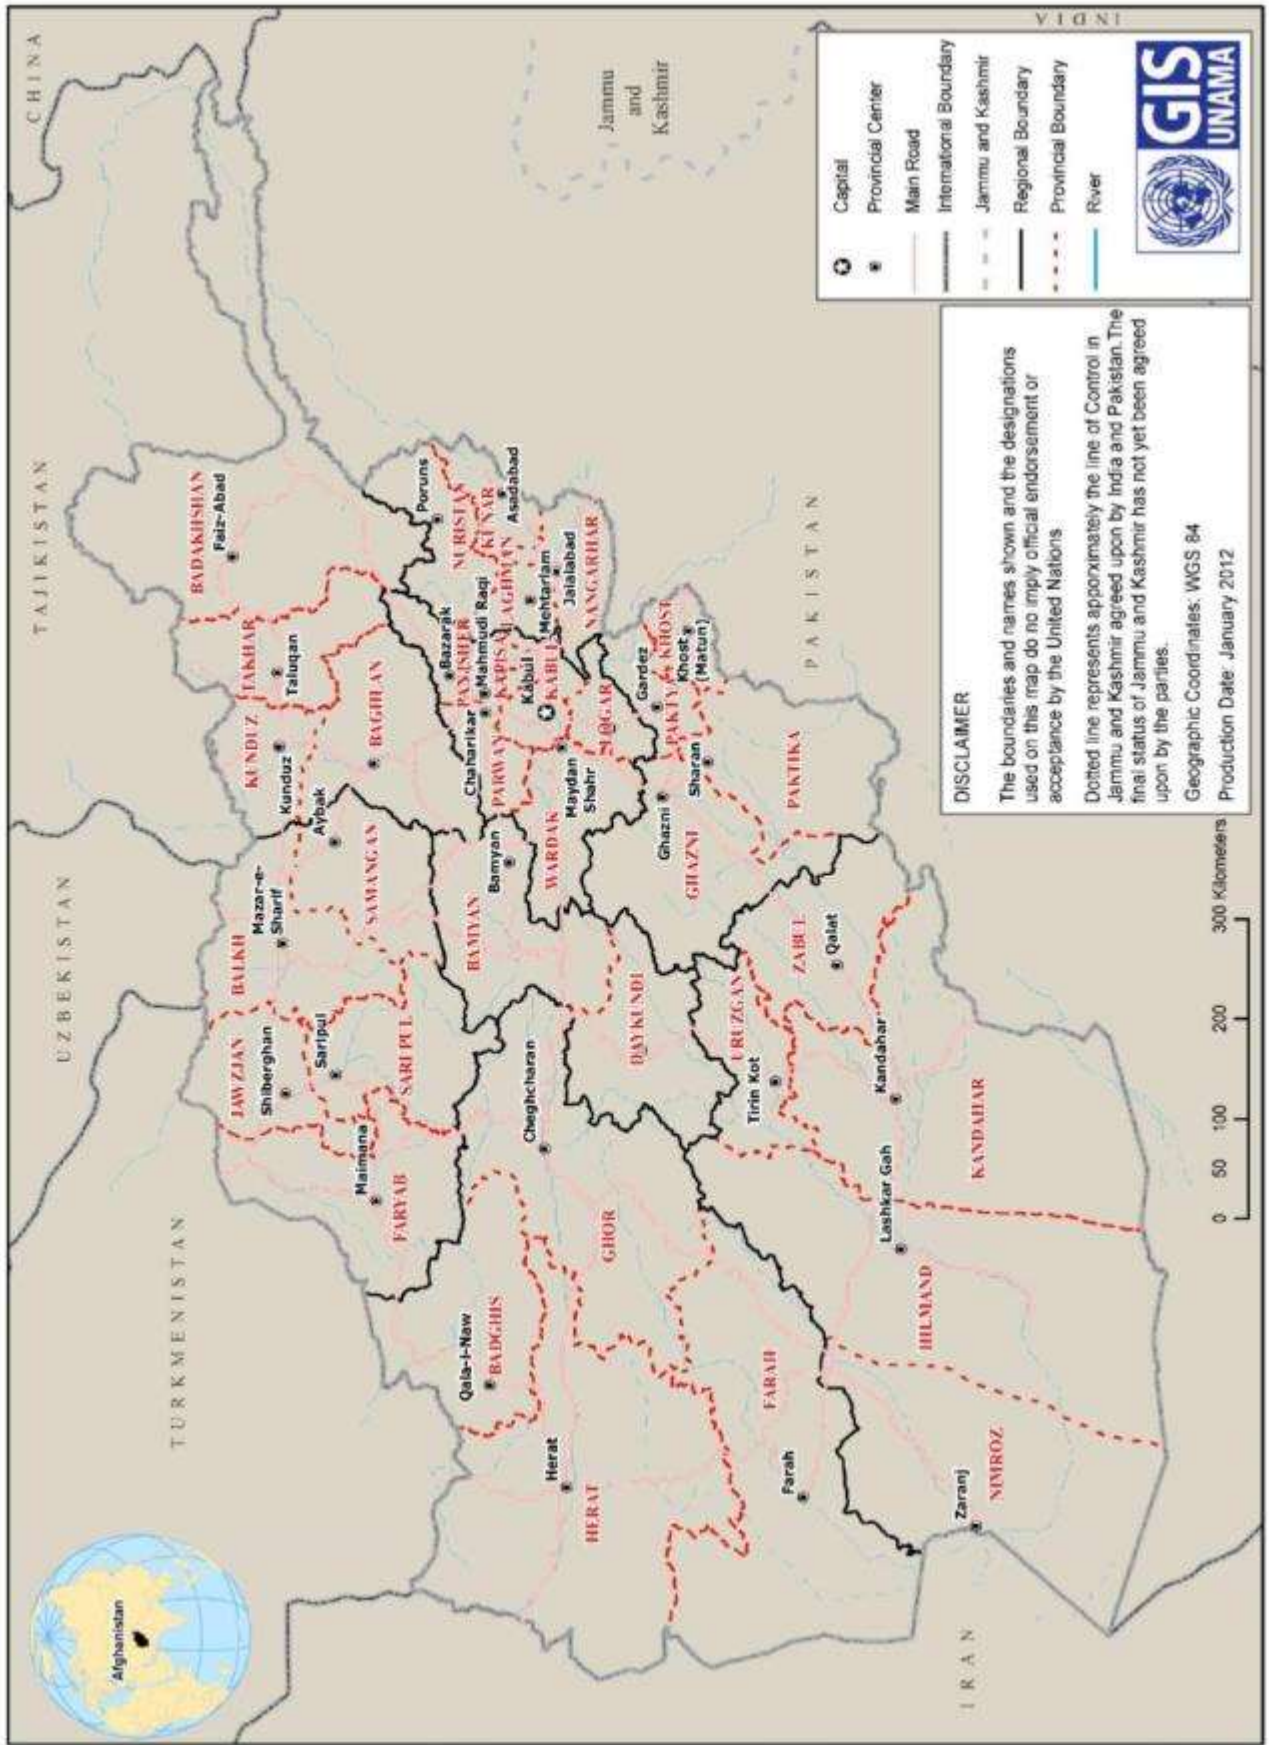 CHINA
TAJIKISTAN
UZBEKISTAN
TURKMENISTAN
Afghanistan
BADAKHSHAN
Faiz-Abad
TAKHAR
Taluqan
KUNDUZ
Kunduz
Aybak
Mazar-e-
Sharif
BALKH
JAWZJAN
Shiberghan
Saripul
SARI PUL
SAMANGAN
BAGHLAN
Maimana
FARYAB
Poruns
NURISTAN
KUNAR
Asadabad
LAGHMAN
Mehtarlam
Jalalabad
NANGARHAR
Bazarak
PANJSHER
Mahmudi Raqi
KAPISA
Kabul
KABUL
Chaharikar
PARWAN
Maydan
Shahr
WARDAK
Bamyan
BAMYAN
Cheghcharan
GHOR
Qala-I-Naw
BADGHIS
Herat
HERAT
DAYKUNDI
Gardez
KHOST
Khost
(Matun)
PAKTYA
Sharan
PAKTIKA
Ghazni
GHAZNI
ZABUL
Qalat
URUZGAN
Tirin Kot
Kandahar
KANDAHAR
Lashkar Gah
HILMAND
FARAH
Farah
Zaranj
NIMROZ
IRAN
PAKISTAN
Jammu
and
Kashmir
INDIA
Capital
Provincial Center
Main Road
International Boundary
Jammu and Kashmir
Regional Boundary
Provincial Boundary
River
GIS
UNAMA
DISCLAIMER
The boundaries and names shown and the designations
used on this map do no imply official endorsement or
acceptance by the United Nations
Dotted line represents apporximately the line of Control in
Jammu and Kashmir agreed upon by India and Pakistan.The
final status of Jammu and Kashmir has not yet been agreed
upon by the parties.
Geographic Coordinates: WGS 84
Production Date: January 2012
0 50 100 200 300 Kilometers